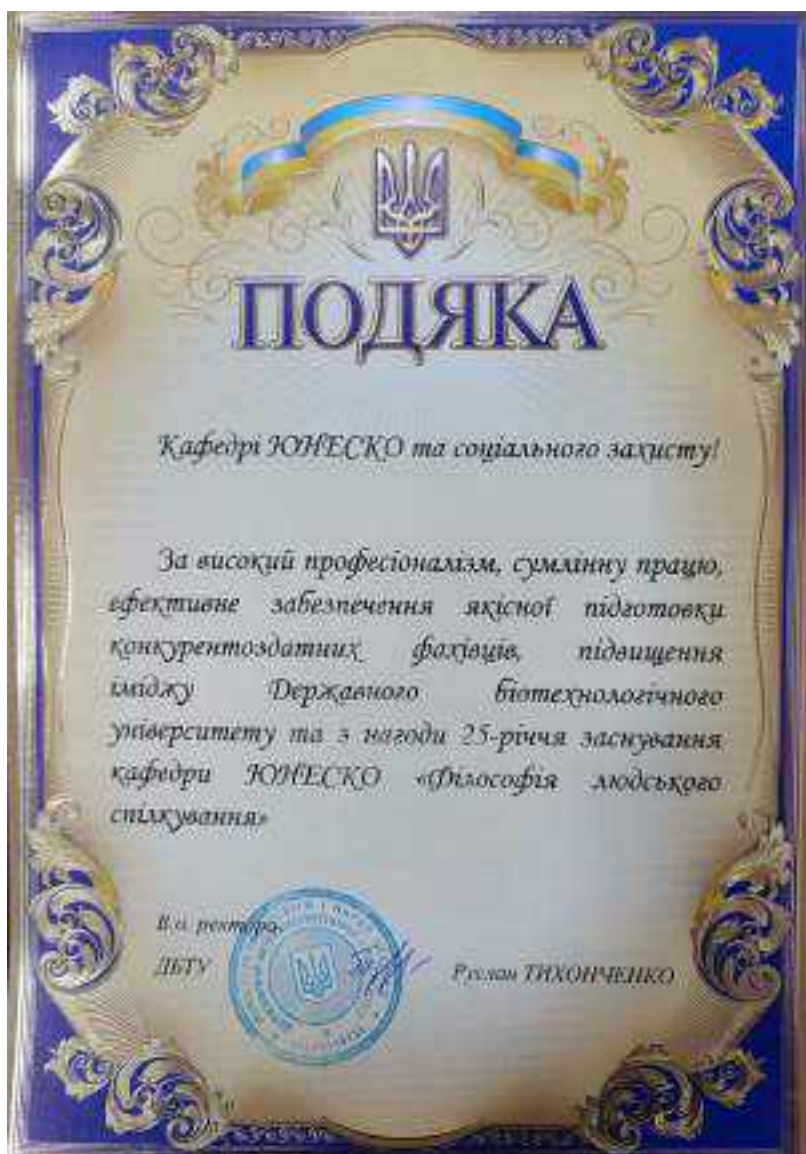 ПОДЯКА
Кафедрі ЮНЕСКО та соціального захисту!
За високий професіоналізм, сумлінну працю,
ефективне забезпечення якісної підготовки
конкурентоздатних фахівців, підвищення
іміджу Державного біотехнологічного
університету та з нагоди 25-річчя заснування
кафедри ЮНЕСКО «Філософія людського
спілкування»
В.о. ректора
ДБТУ
Руслан ТИХОНЧЕНКО